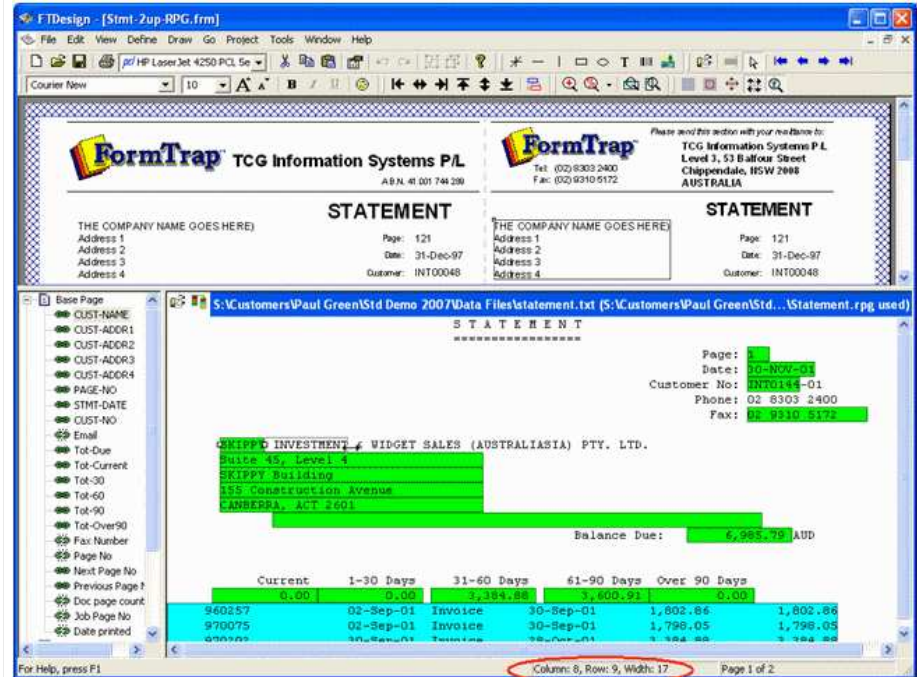 FTDesign - [Stmt-2up-RPG.frm]
File Edit View Define Draw Go Project Tools Window Help
HP LaserJet 4250 PCL 5e
Courier New 10 A A B I U
FormTrap TCG Information Systems P/L
A.B.N. 41 001 744 289
STATEMENT
THE COMPANY NAME GOES HERE)
Address 1
Address 2
Address 3
Address 4
Page: 121
Date: 31-Dec-97
Customer: INT00048
FormTrap
Tel: (02) 8303 2400
Fax: (02) 9310 5172
Please send this section with your remittance to:
TCG Information Systems P L
Level 3, 53 Balfour Street
Chippendale, NSW 2008
AUSTRALIA
STATEMENT
THE COMPANY NAME GOES HERE)
Address 1
Address 2
Address 3
Address 4
Page: 121
Date: 31-Dec-97
Customer: INT00048
Base Page
CUST-NAME
CUST-ADDR1
CUST-ADDR2
CUST-ADDR3
CUST-ADDR4
PAGE-NO
STMT-DATE
CUST-NO
Email
Tot-Due
Tot-Current
Tot-30
Tot-60
Tot-90
Tot-Over90
Fax Number
Page No
Next Page No
Previous Page
Doc page count
Job Page No
Date printed
S:\Customers\Paul Green\Std Demo 2007\Data Files\statement.txt (S:\Customers\Paul Green\Std...\Statement.rpg used)
S T A T E M E N T
=================
Page: 1
Date: 30-NOV-01
Customer No: INT0144-01
Phone: 02 8303 2400
Fax: 02 9310 5172
SKIPPY INVESTMENT & WIDGET SALES (AUSTRALIASIA) PTY. LTD.
Suite 45, Level 4
SKIPPY Building
155 Construction Avenue
CANBERRA, ACT 2601
Balance Due: 6,985.79 AUD
Current 1-30 Days 31-60 Days 61-90 Days Over 90 Days
0.00 0.00 3,384.88 3,600.91 0.00
960257 02-Sep-01 Invoice 30-Sep-01 1,802.86 1,802.86
970075 02-Sep-01 Invoice 30-Sep-01 1,798.05 1,798.05
For Help, press F1 Column: 8, Row: 9, Width: 17 Page 1 of 2